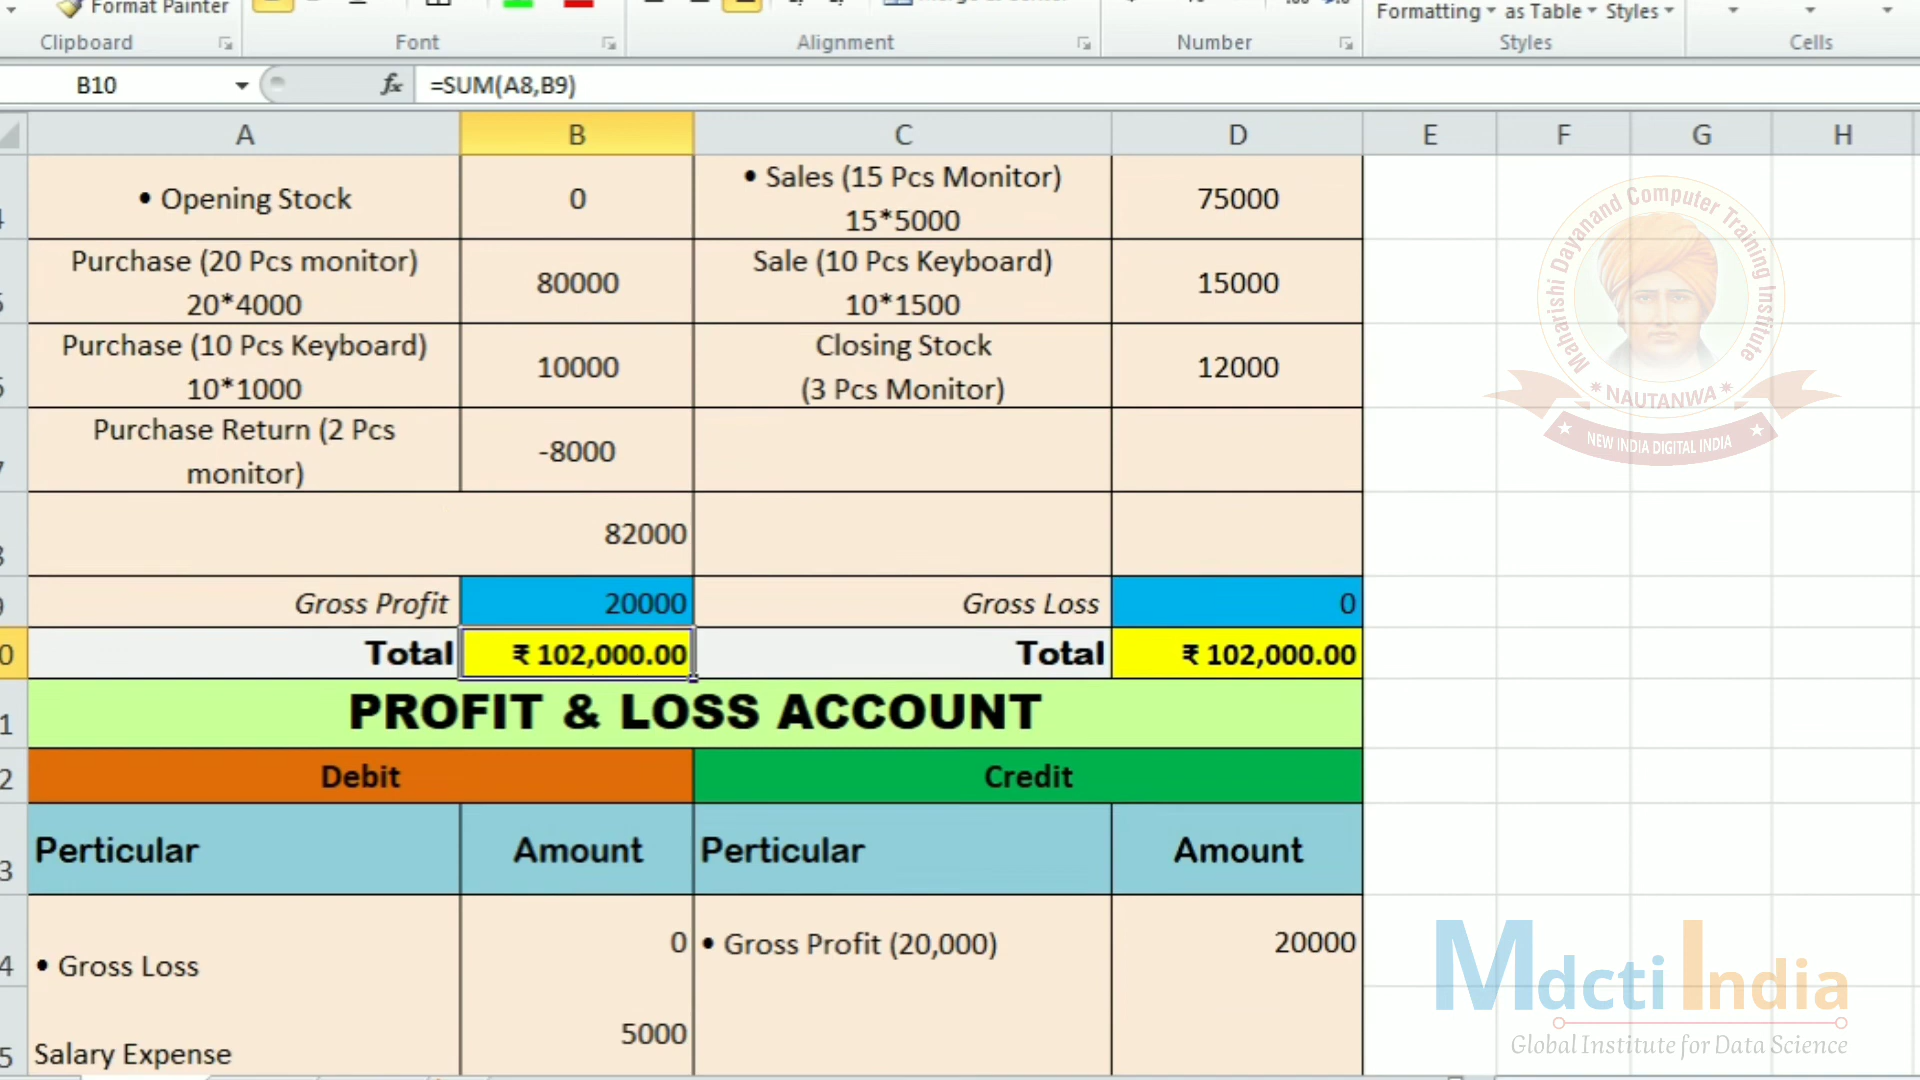 Format Painter
Formatting as Table Styles
Clipboard Font Alignment Number Styles Cells
B10 fx =SUM(A8,B9)
A B C D E F G H
• Opening Stock 0 • Sales (15 Pcs Monitor) 75000
15*5000
Purchase (20 Pcs monitor) 80000 Sale (10 Pcs Keyboard) 15000
20*4000 10*1500
Purchase (10 Pcs Keyboard) 10000 Closing Stock 12000
10*1000 (3 Pcs Monitor)
Purchase Return (2 Pcs -8000
monitor)
82000
Gross Profit 20000 Gross Loss 0
Total ₹ 102,000.00 Total ₹ 102,000.00
PROFIT & LOSS ACCOUNT
Debit Credit
Perticular Amount Perticular Amount
• Gross Loss 0 • Gross Profit (20,000) 20000
Salary Expense 5000
Maharishi Dayanand Computer Training Institute
* NAUTANWA *
NEW INDIA DIGITAL INDIA
Mdcti India
Global Institute for Data Science